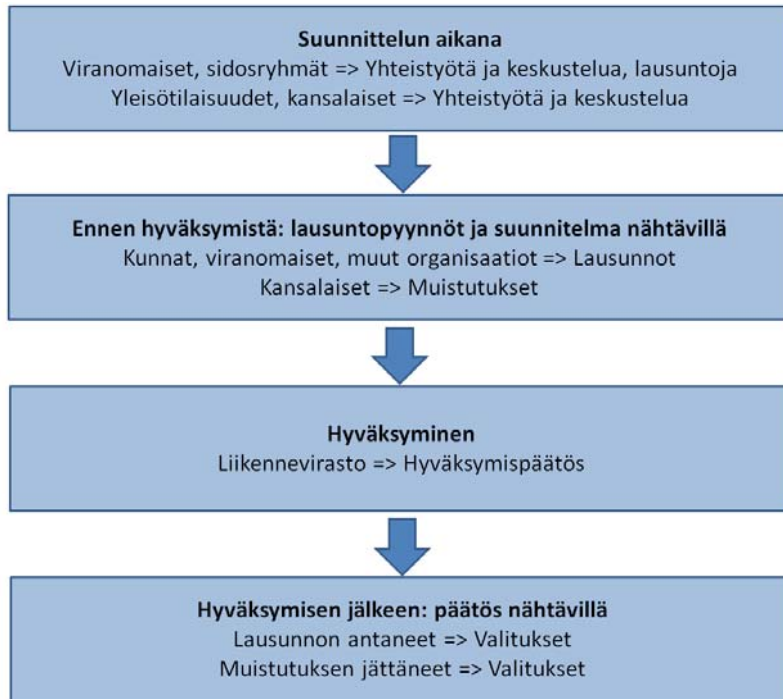 Suunnittelun aikana
Viranomaiset, sidosryhmät => Yhteistyötä ja keskustelua, lausuntoja
Yleisötilaisuudet, kansalaiset => Yhteistyötä ja keskustelua
Ennen hyväksymistä: lausuntopyynnöt ja suunnitelma nähtävillä
Kunnat, viranomaiset, muut organisaatiot => Lausunnot
Kansalaiset => Muistutukset
Hyväksyminen
Liikennevirasto => Hyväksymispäätös
Hyväksymisen jälkeen: päätös nähtävillä
Lausunnon antaneet => Valitukset
Muistutuksen jättäneet => Valitukset